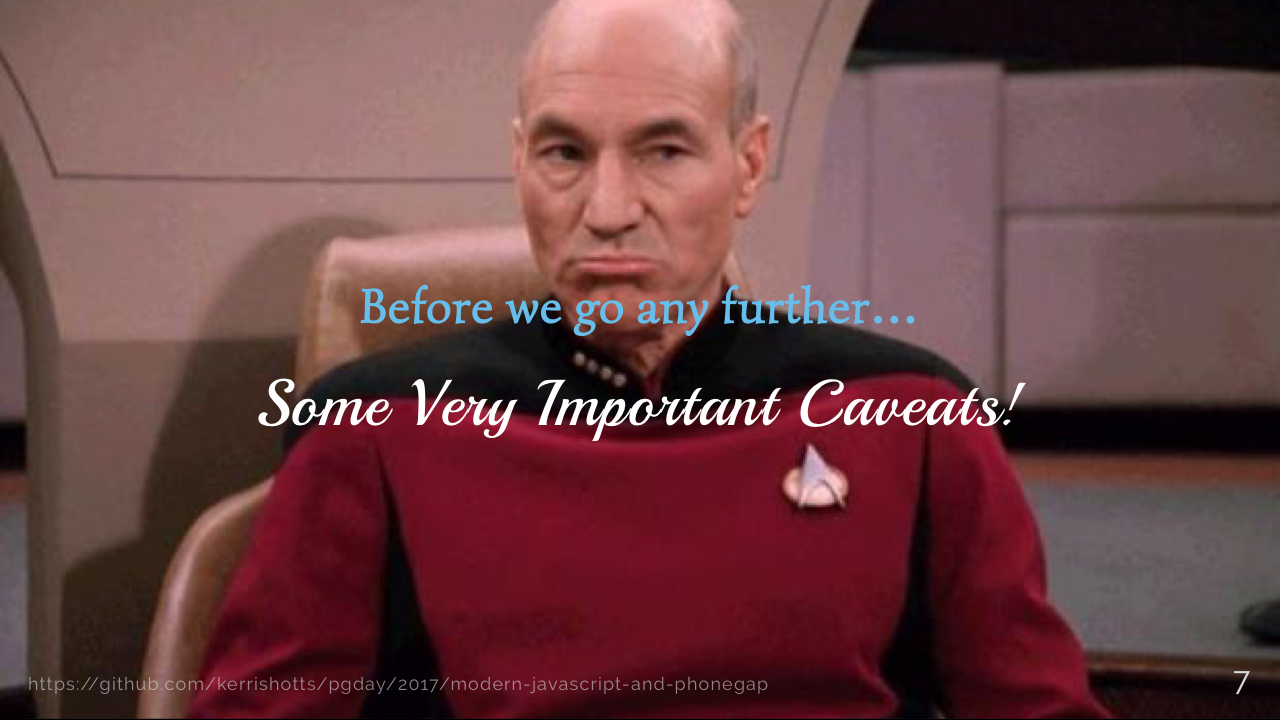 Before we go any further…
Some Very Important Caveats!
https://github.com/kerrishotts/pgday/2017/modern-javascript-and-phonegap
7